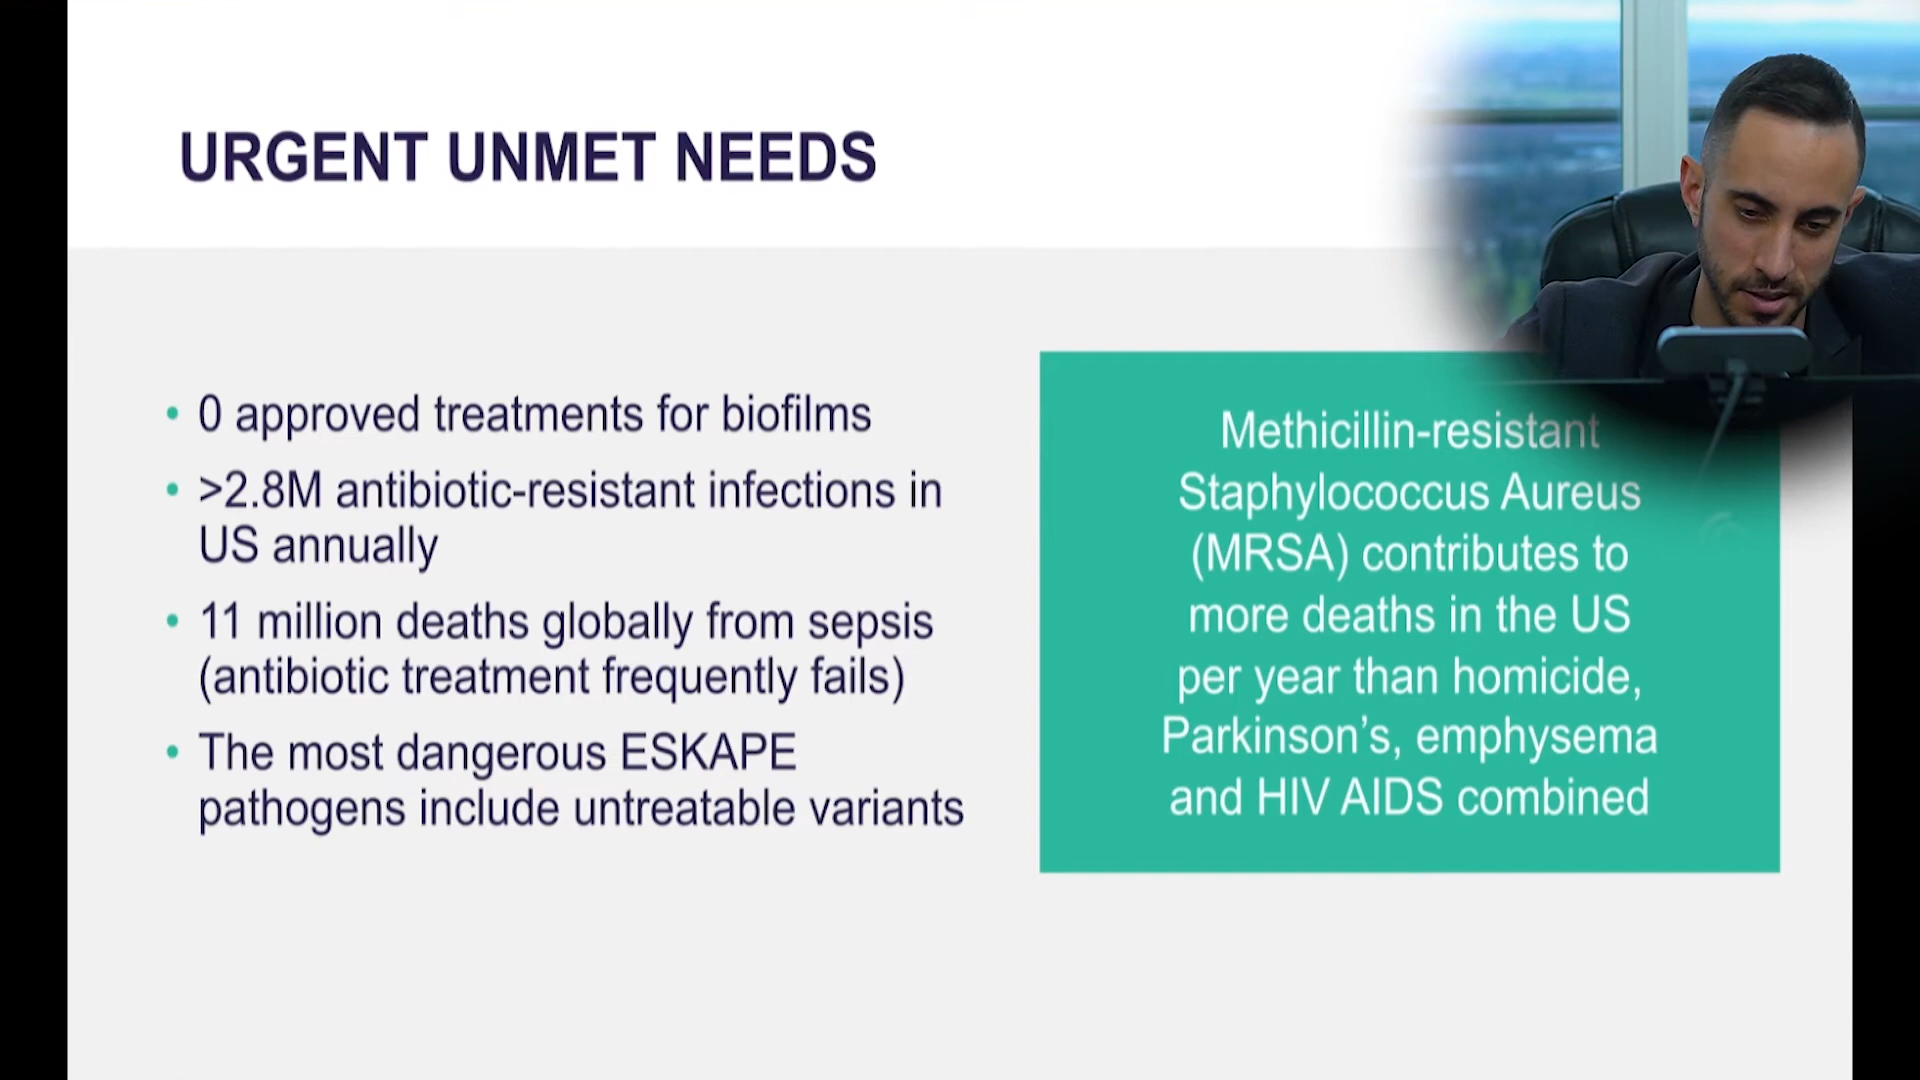 URGENT UNMET NEEDS
• 0 approved treatments for biofilms
• >2.8M antibiotic-resistant infections in
US annually
• 11 million deaths globally from sepsis
(antibiotic treatment frequently fails)
• The most dangerous ESKAPE
pathogens include untreatable variants
Methicillin-resistant
Staphylococcus Aureus
(MRSA) contributes to
more deaths in the US
per year than homicide,
Parkinson’s, emphysema
and HIV AIDS combined